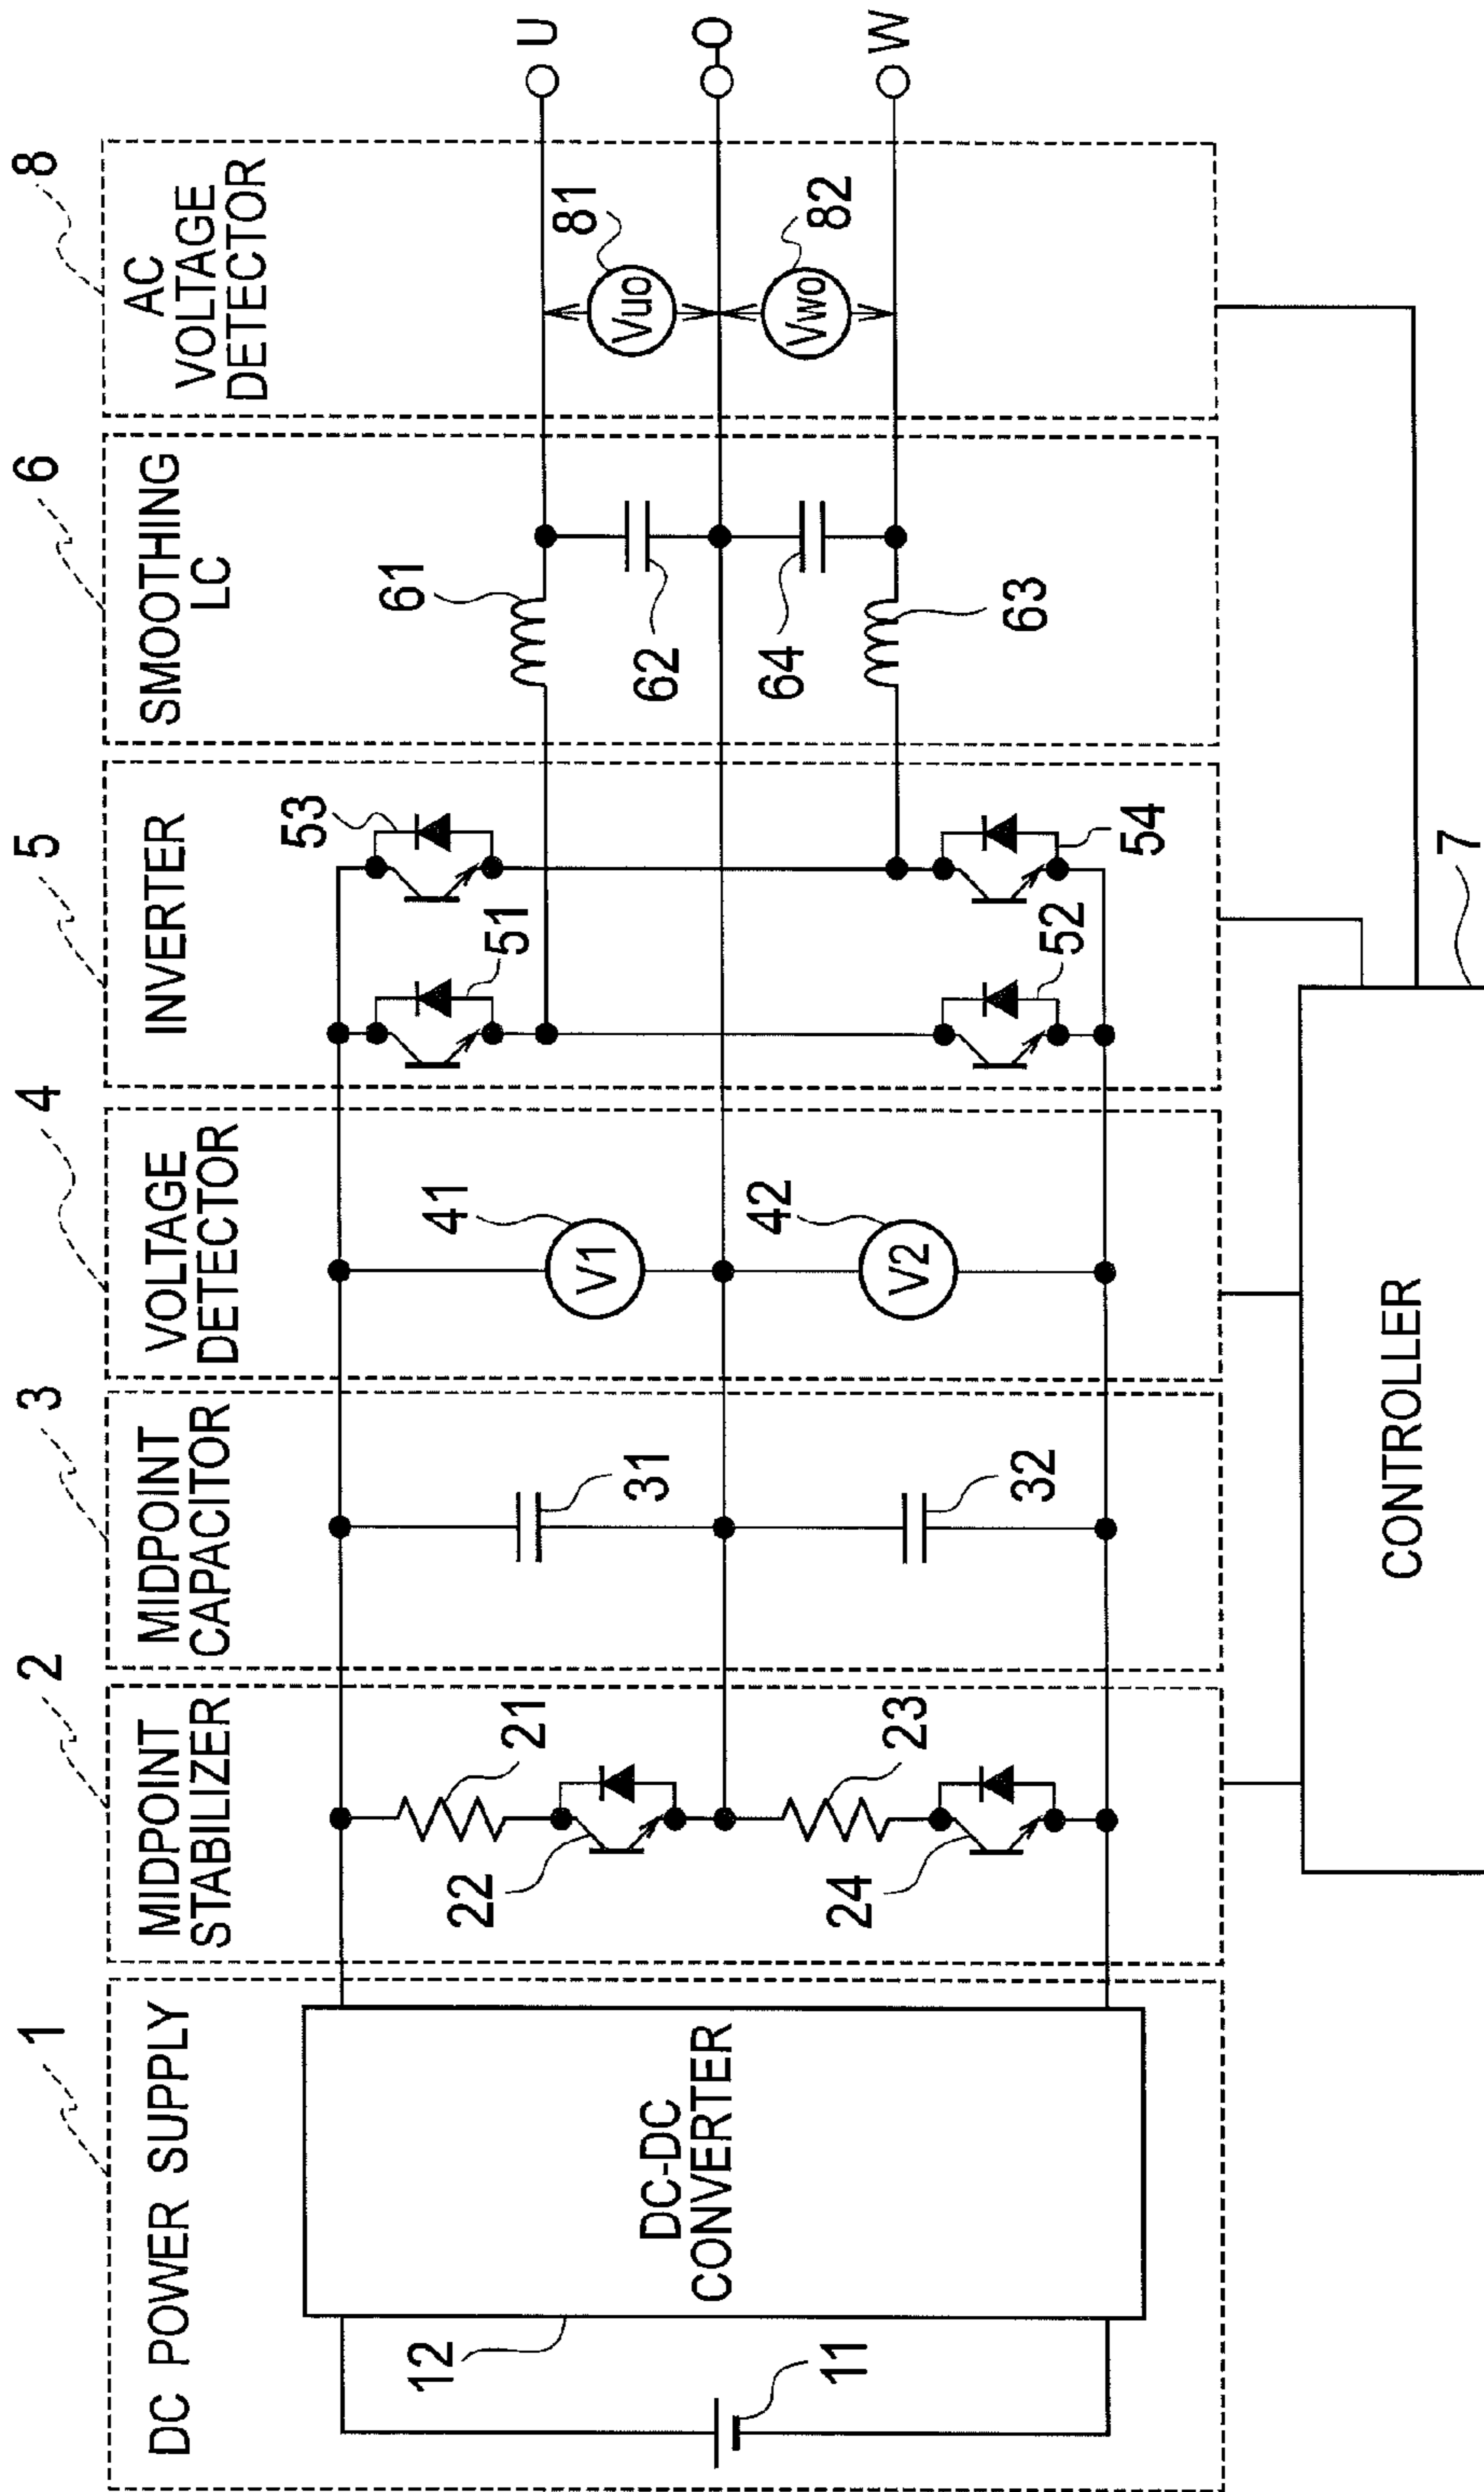 1
2
3
4
5
6
8
DC POWER SUPPLY
MIDPOINT
STABILIZER
MIDPOINT
CAPACITOR
VOLTAGE
DETECTOR
INVERTER
SMOOTHING
LC
AC
VOLTAGE
DETECTOR
12
DC-DC
CONVERTER
11
21
22
23
24
31
32
41
V1
42
V2
51
53
52
54
61
62
64
63
81
Vuo
82
Vwo
U
O
W
CONTROLLER
7